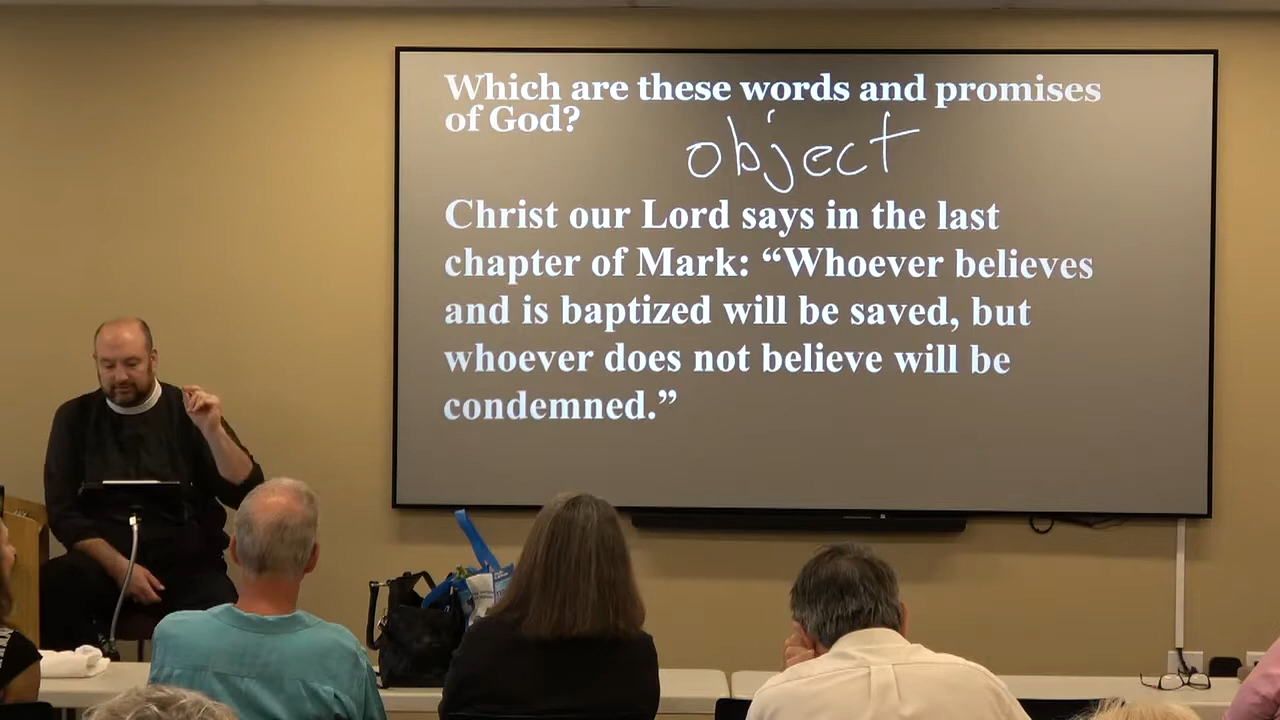 Which are these words and promises
of God?
object
Christ our Lord says in the last
chapter of Mark: “Whoever believes
and is baptized will be saved, but
whoever does not believe will be
condemned.”